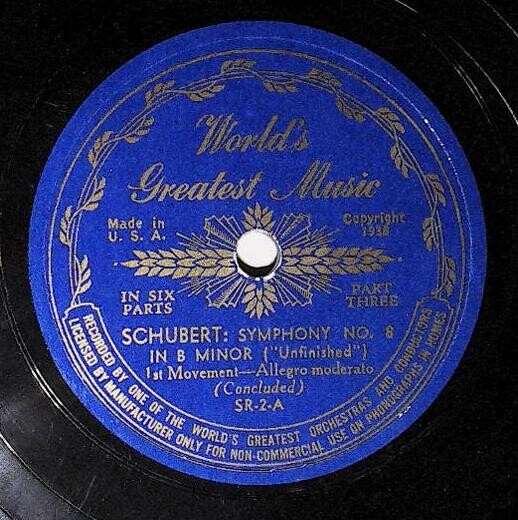 World's
Greatest Music
Made in
U. S. A.
Copyright
1938
IN SIX
PARTS
PART
THREE
SCHUBERT: SYMPHONY NO. 8
IN B MINOR ("Unfinished")
1st Movement—Allegro moderato
(Concluded)
SR-2-A
RECORDED BY ONE OF THE WORLD'S GREATEST ORCHESTRAS AND CONDUCTORS
LICENSED BY MANUFACTURER ONLY FOR NON-COMMERCIAL USE ON PHONOGRAPHS IN HOMES